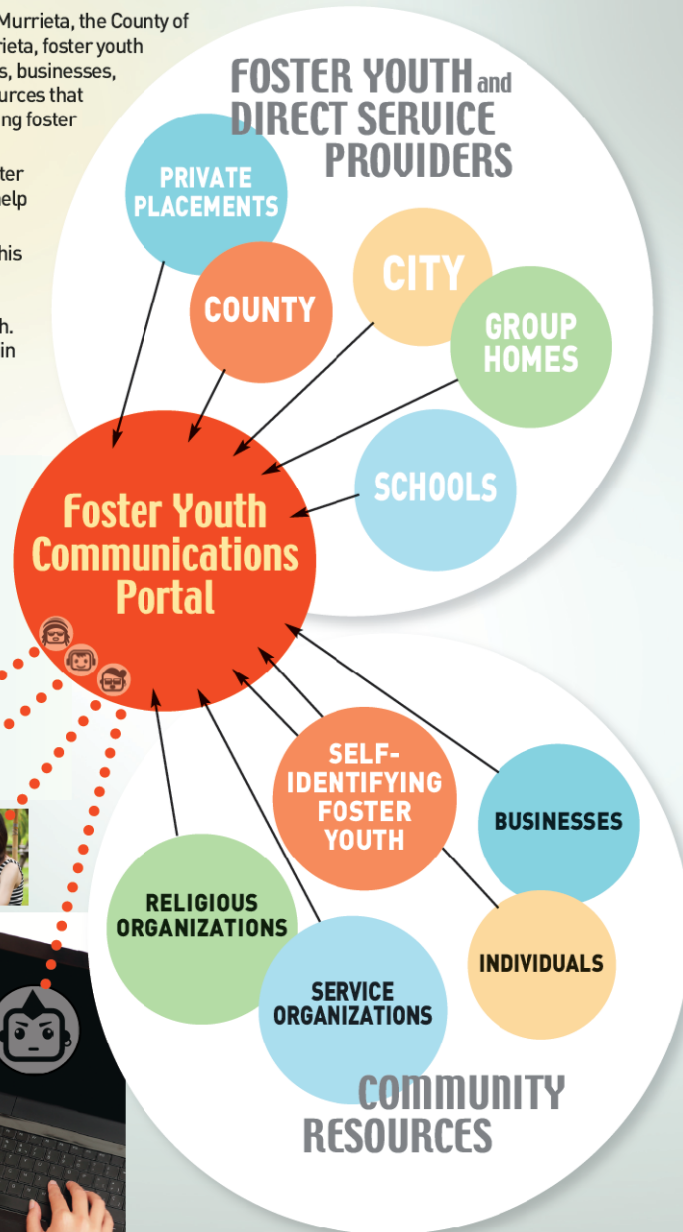 Murrieta, the County of
rieta, foster youth
s, businesses,
urces that
ng foster
ter
elp
his
h.
in
FOSTER YOUTH and
DIRECT SERVICE
PROVIDERS
PRIVATE
PLACEMENTS
COUNTY
CITY
GROUP
HOMES
SCHOOLS
Foster Youth
Communications
Portal
SELF-
IDENTIFYING
FOSTER
YOUTH
BUSINESSES
RELIGIOUS
ORGANIZATIONS
INDIVIDUALS
SERVICE
ORGANIZATIONS
COMMUNITY
RESOURCES